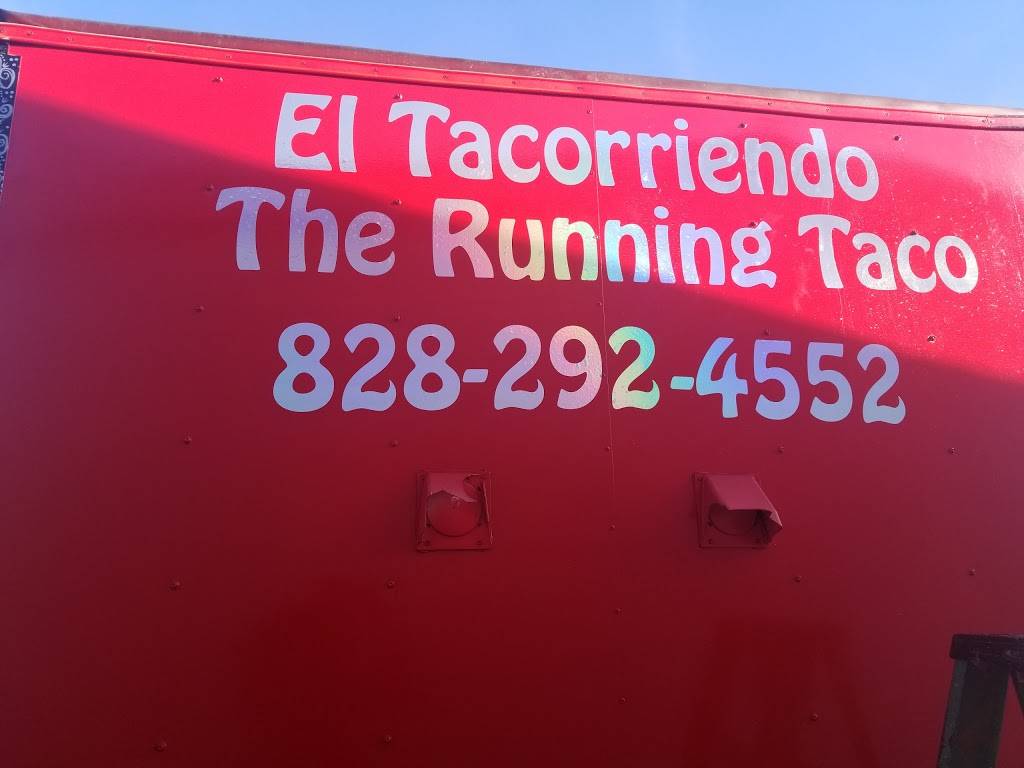 El Tacorriendo
The Running Taco
828-292-4552